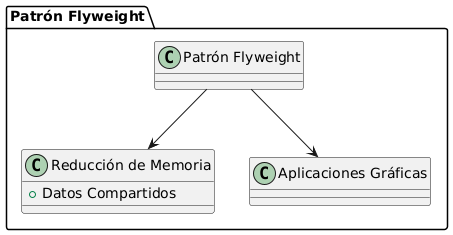 Patrón Flyweight
C Patrón Flyweight
C Reducción de Memoria
Datos Compartidos
C Aplicaciones Gráficas